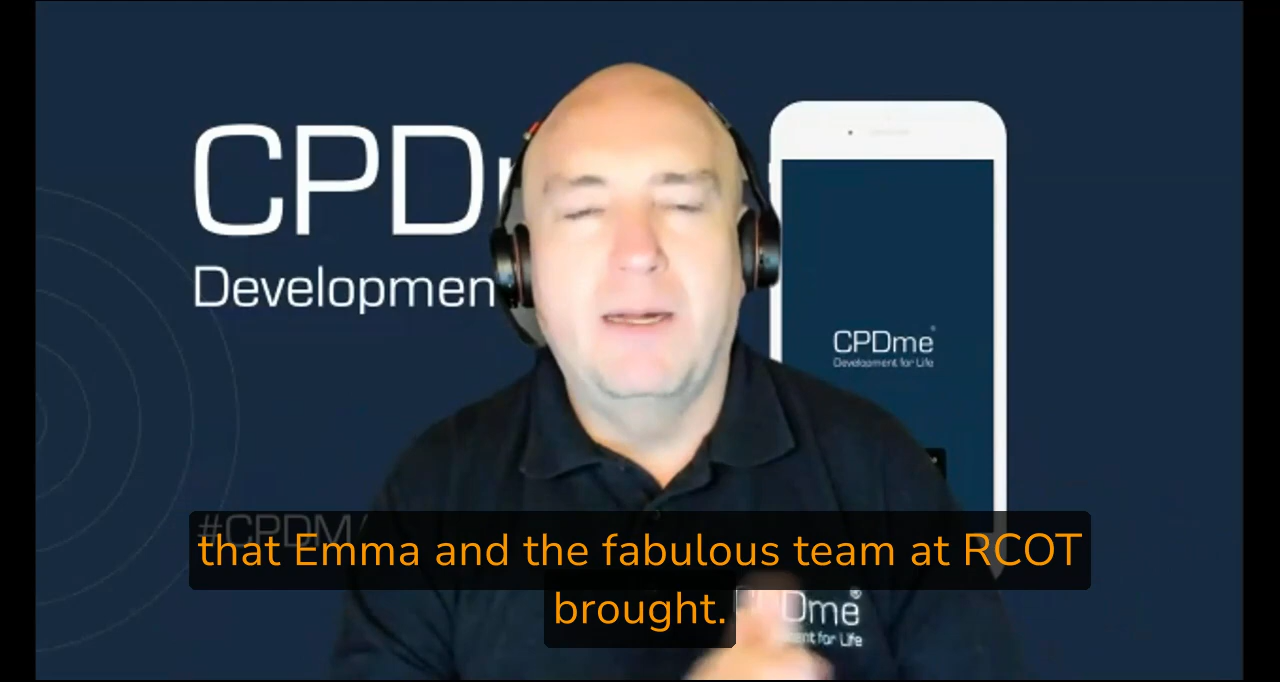 CPD
Developmen
CPDme®
Development for Life
#CPDM
that Emma and the fabulous team at RCOT
brought.
Dme®
ent for Life